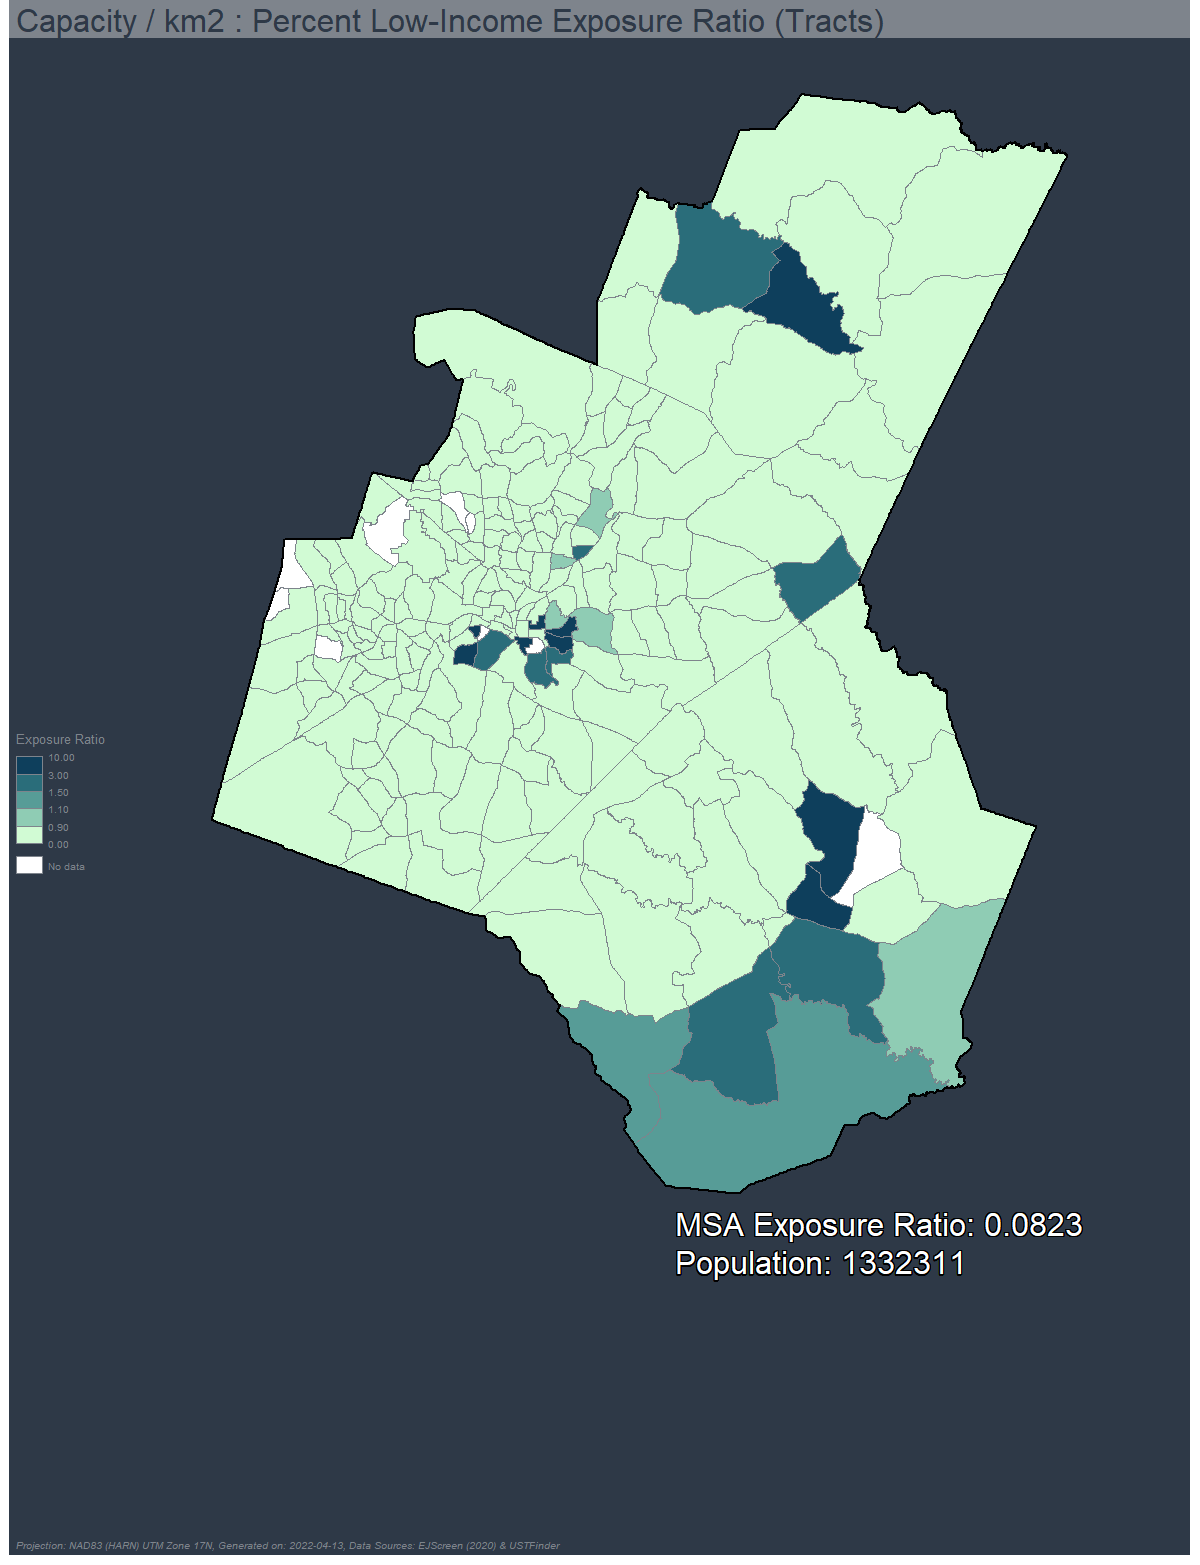 Capacity / km2 : Percent Low-Income Exposure Ratio (Tracts)
Exposure Ratio
10.00
3.00
1.50
1.10
0.90
0.00
No data
MSA Exposure Ratio: 0.0823
Population: 1332311
Projection: NAD83 (HARN) UTM Zone 17N, Generated on: 2022-04-13, Data Sources: EJScreen (2020) & USTFinder